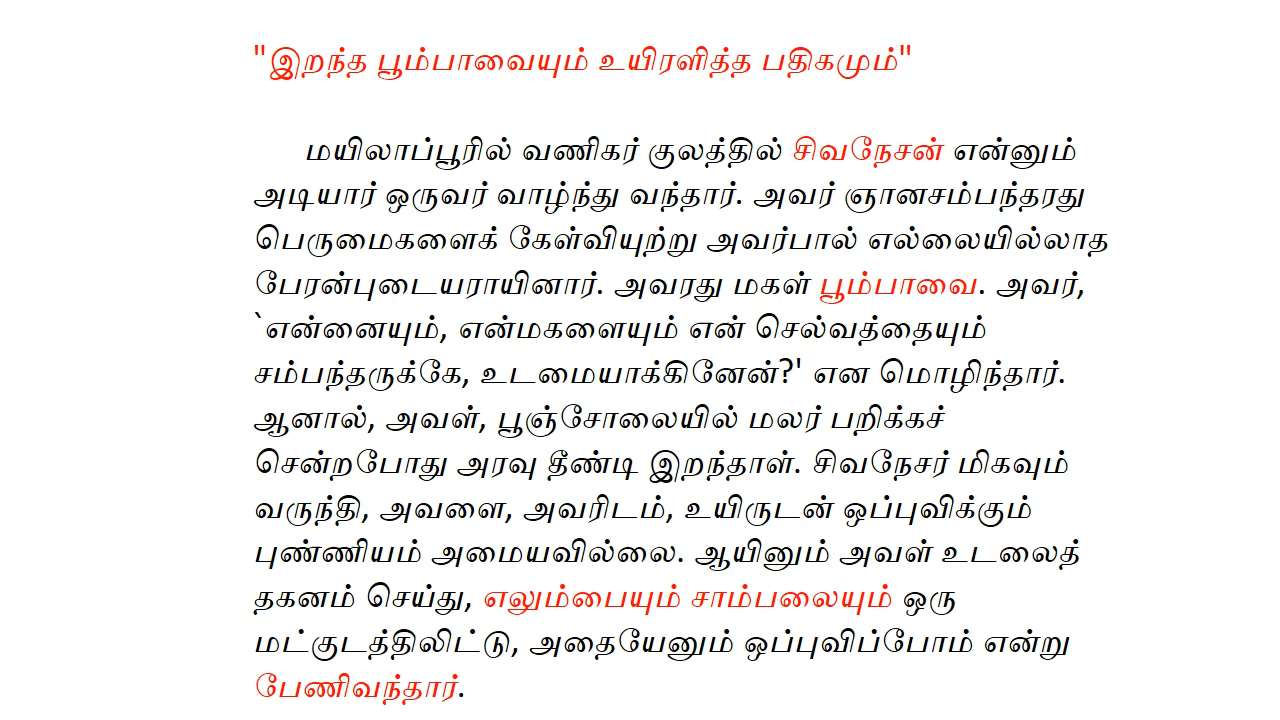 "இறந்த பூம்பாவையும் உயிரளித்த பதிகமும்"
மயிலாப்பூரில் வணிகர் குலத்தில் சிவநேசன் என்னும்
அடியார் ஒருவர் வாழ்ந்து வந்தார். அவர் ஞானசம்பந்தரது
பெருமைகளைக் கேள்வியுற்று அவர்பால் எல்லையில்லாத
பேரன்புடையராயினார். அவரது மகள் பூம்பாவை. அவர்,
`என்னையும், என்மகளையும் என் செல்வத்தையும்
சம்பந்தருக்கே, உடமையாக்கினேன்?' என மொழிந்தார்.
ஆனால், அவள், பூஞ்சோலையில் மலர் பறிக்கச்
சென்றபோது அரவு தீண்டி இறந்தாள். சிவநேசர் மிகவும்
வருந்தி, அவளை, அவரிடம், உயிருடன் ஒப்புவிக்கும்
புண்ணியம் அமையவில்லை. ஆயினும் அவள் உடலைத்
தகனம் செய்து, எலும்பையும் சாம்பலையும் ஒரு
மட்குடத்திலிட்டு, அதையேனும் ஒப்புவிப்போம் என்று
பேணிவந்தார்.